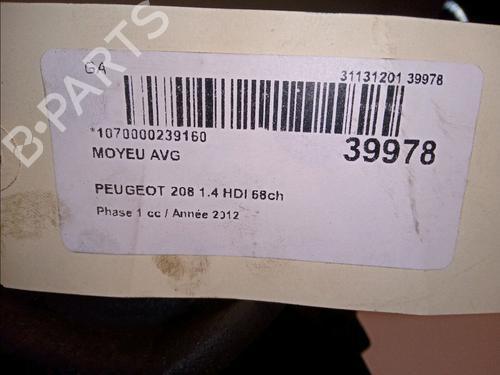 GA
31131201 39978
*1070000239160
39978
MOYEU AVG
PEUGEOT 208 1.4 HDI 68ch
Phase 1 cc / Année 2012
B-PARTS